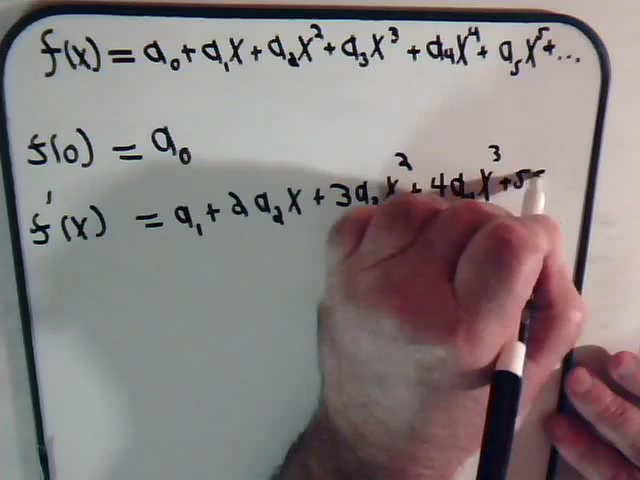 f(x) = a₀ + a₁x + a₂x² + a₃x³ + a₄x⁴ + a₅x⁵ + ...
f(0) = a₀
f'(x) = a₁ + 2a₂x + 3a₃x² + 4a₄x³ + 5